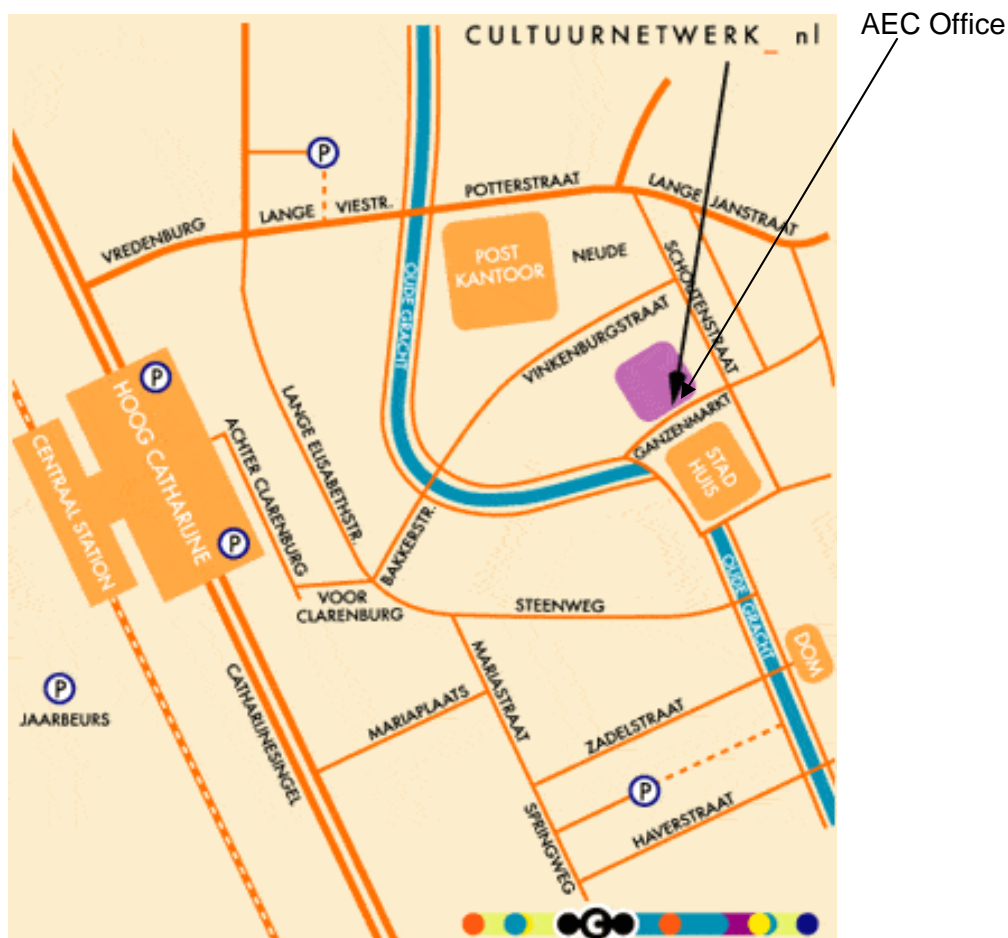 CULTUURNETWERK_ nl
AEC Office
P
POTTERSTRAAT
LANGE JANSTRAAT
LANGE VIESTR.
VREDENBURG
POST
KANTOOR
NEUDE
SCHOUTENSTRAAT
OUDE GRACHT
VINKENBURGSTRAAT
P
HOOG CATHARIJNE
LANGE ELISABETHSTR.
GANZENMARKT
ACHTER CLARENBURG
STAD
HUIS
CENTRAAL STATION
P
BAKKERSTR.
VOOR
CLARENBURG
STEENWEG
OUDE GRACHT
DOM
MARIASTRAAT
P
JAARBEURS
CATHARIJNESINGEL
MARIAPLAATS
ZADELSTRAAT
P
SPRINGWEG
HAVERSTRAAT
C